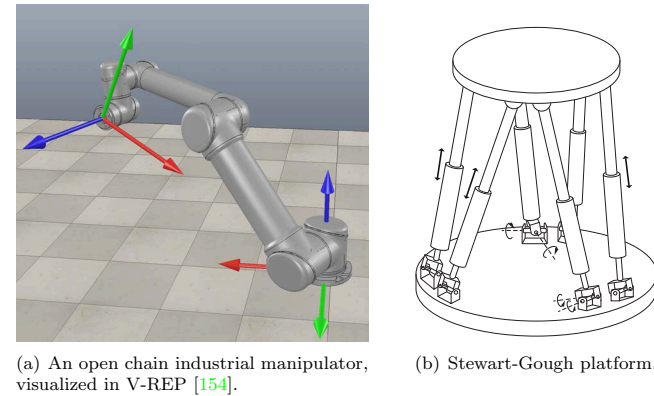 (a) An open chain industrial manipulator,
visualized in V-REP [154].
(b) Stewart-Gough platform.